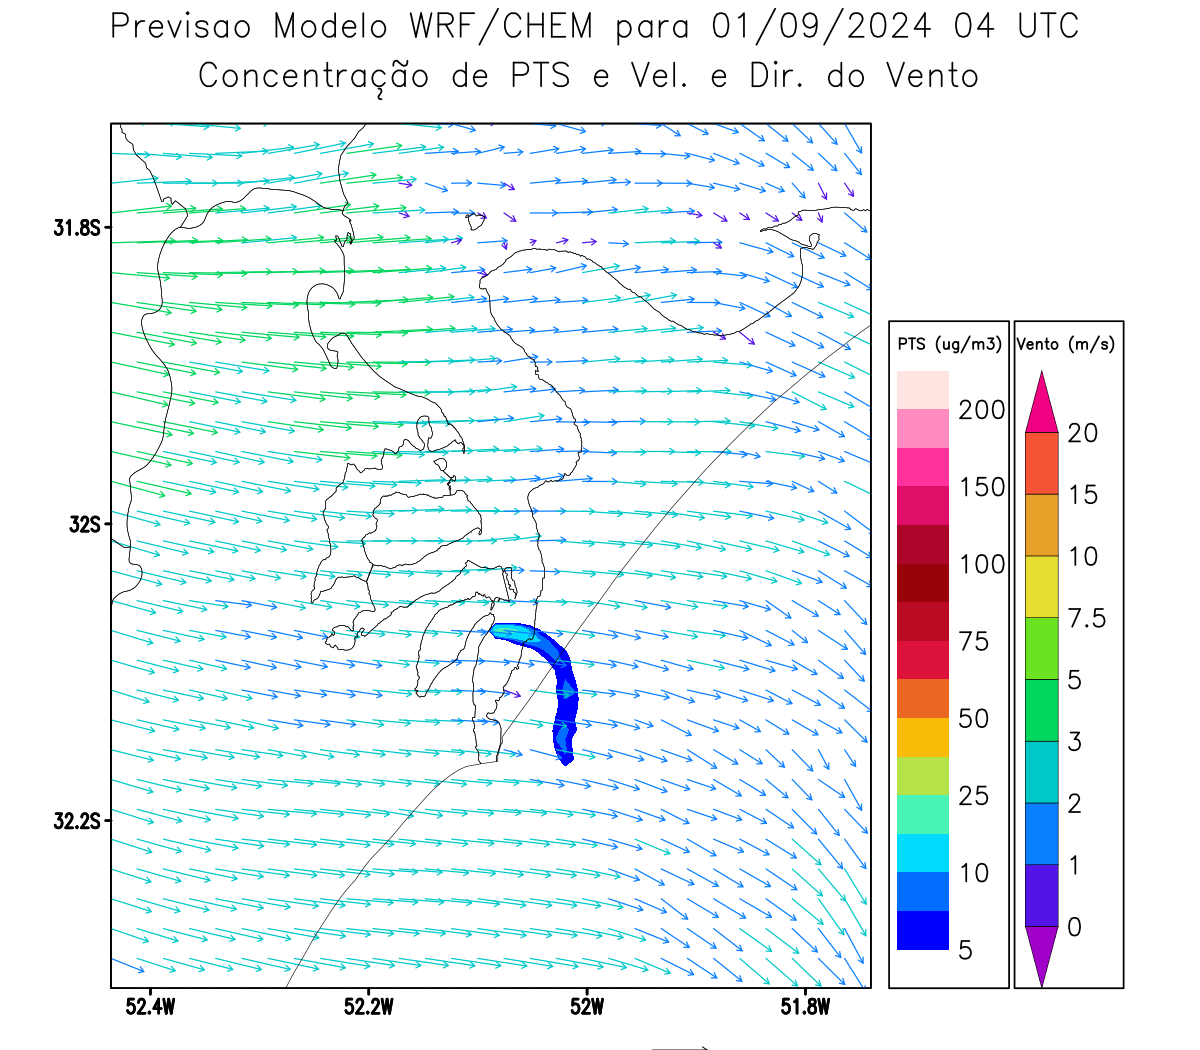 Previsao Modelo WRF/CHEM para 01/09/2024 04 UTC
Concentração de PTS e Vel. e Dir. do Vento
31.8S
32S
32.2S
52.4W 52.2W 52W 51.8W
PTS (ug/m3)
200
150
100
75
50
25
10
5
Vento (m/s)
20
15
10
7.5
5
3
2
1
0